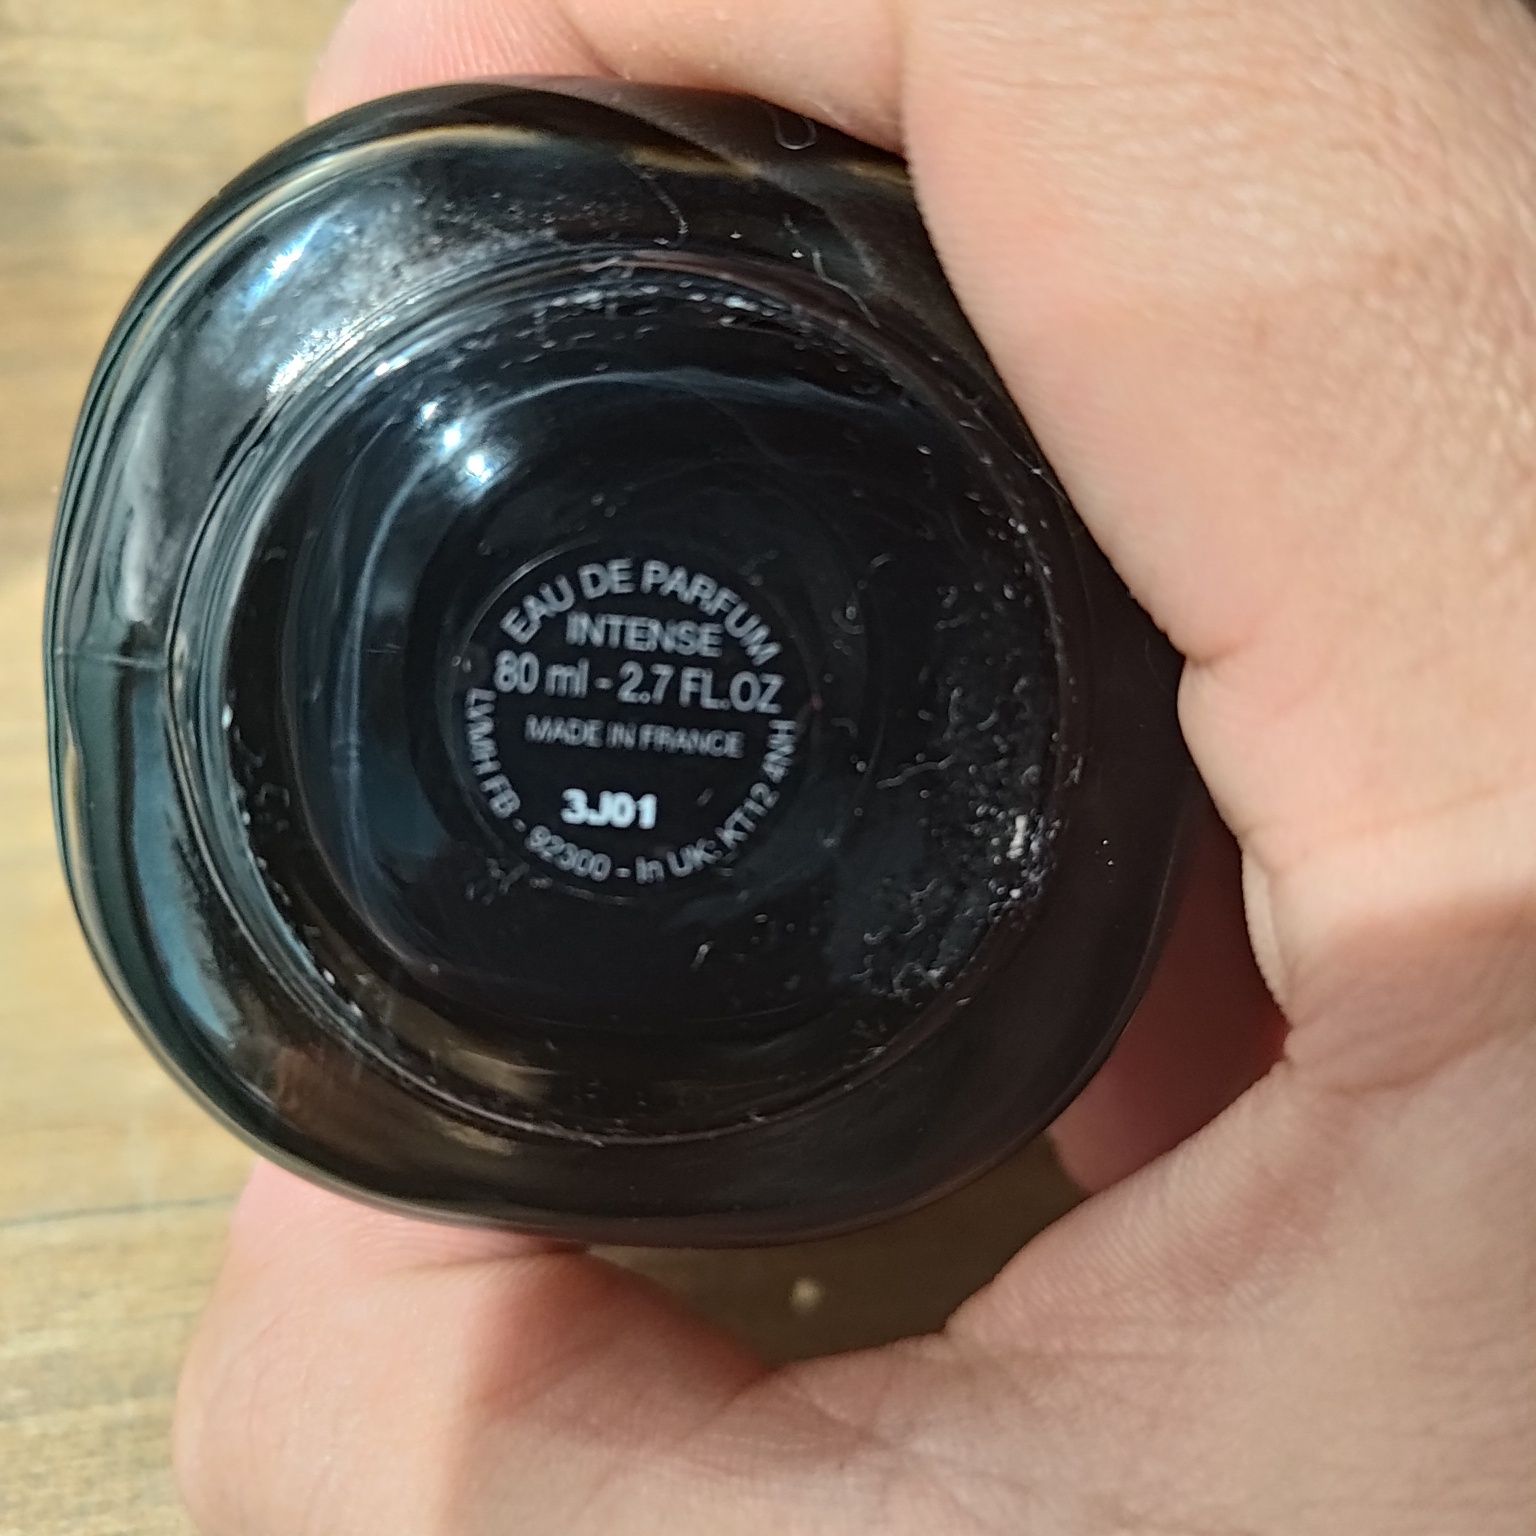 EAU DE PARFUM
INTENSE
80 ml - 2.7 FL.OZ
MADE IN FRANCE
3J01
LVMH FB - 92300 - In UK: KT12 4NH